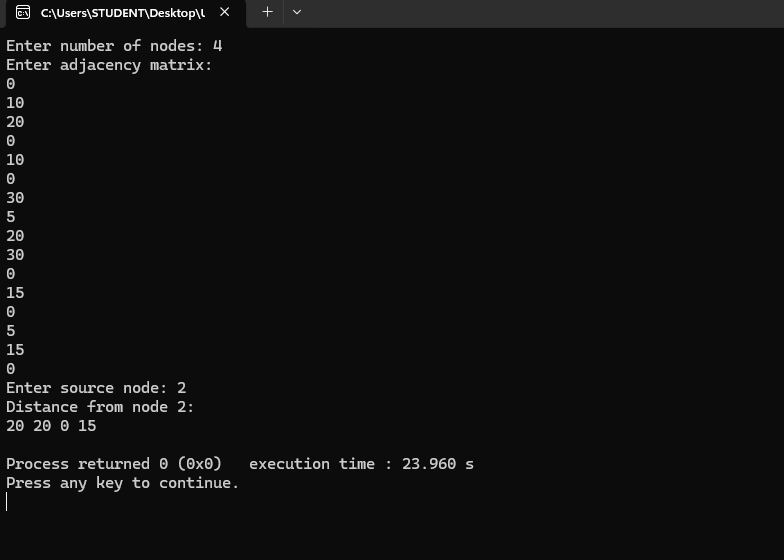 C:\Users\STUDENT\Desktop\
Enter number of nodes: 4
Enter adjacency matrix:
0
10
20
0
10
0
30
5
20
30
0
15
0
5
15
0
Enter source node: 2
Distance from node 2:
20 20 0 15
Process returned 0 (0x0)   execution time : 23.960 s
Press any key to continue.